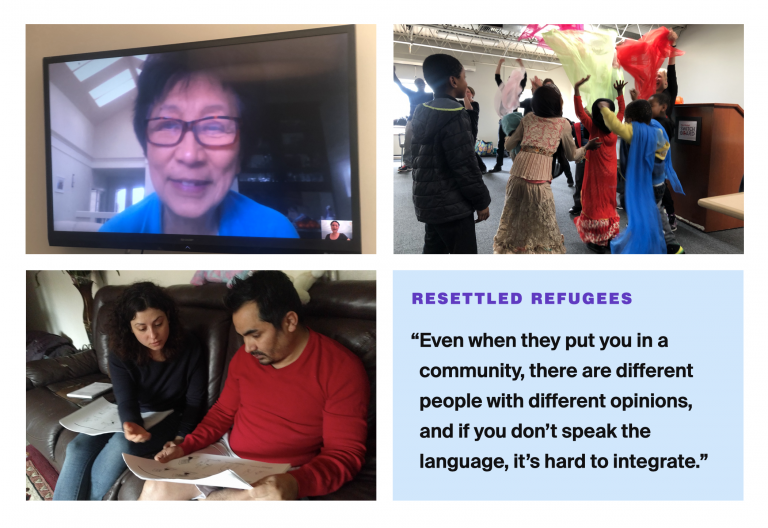 RESETTLED REFUGEES
“Even when they put you in a
community, there are different
people with different opinions,
and if you don’t speak the
language, it’s hard to integrate.”